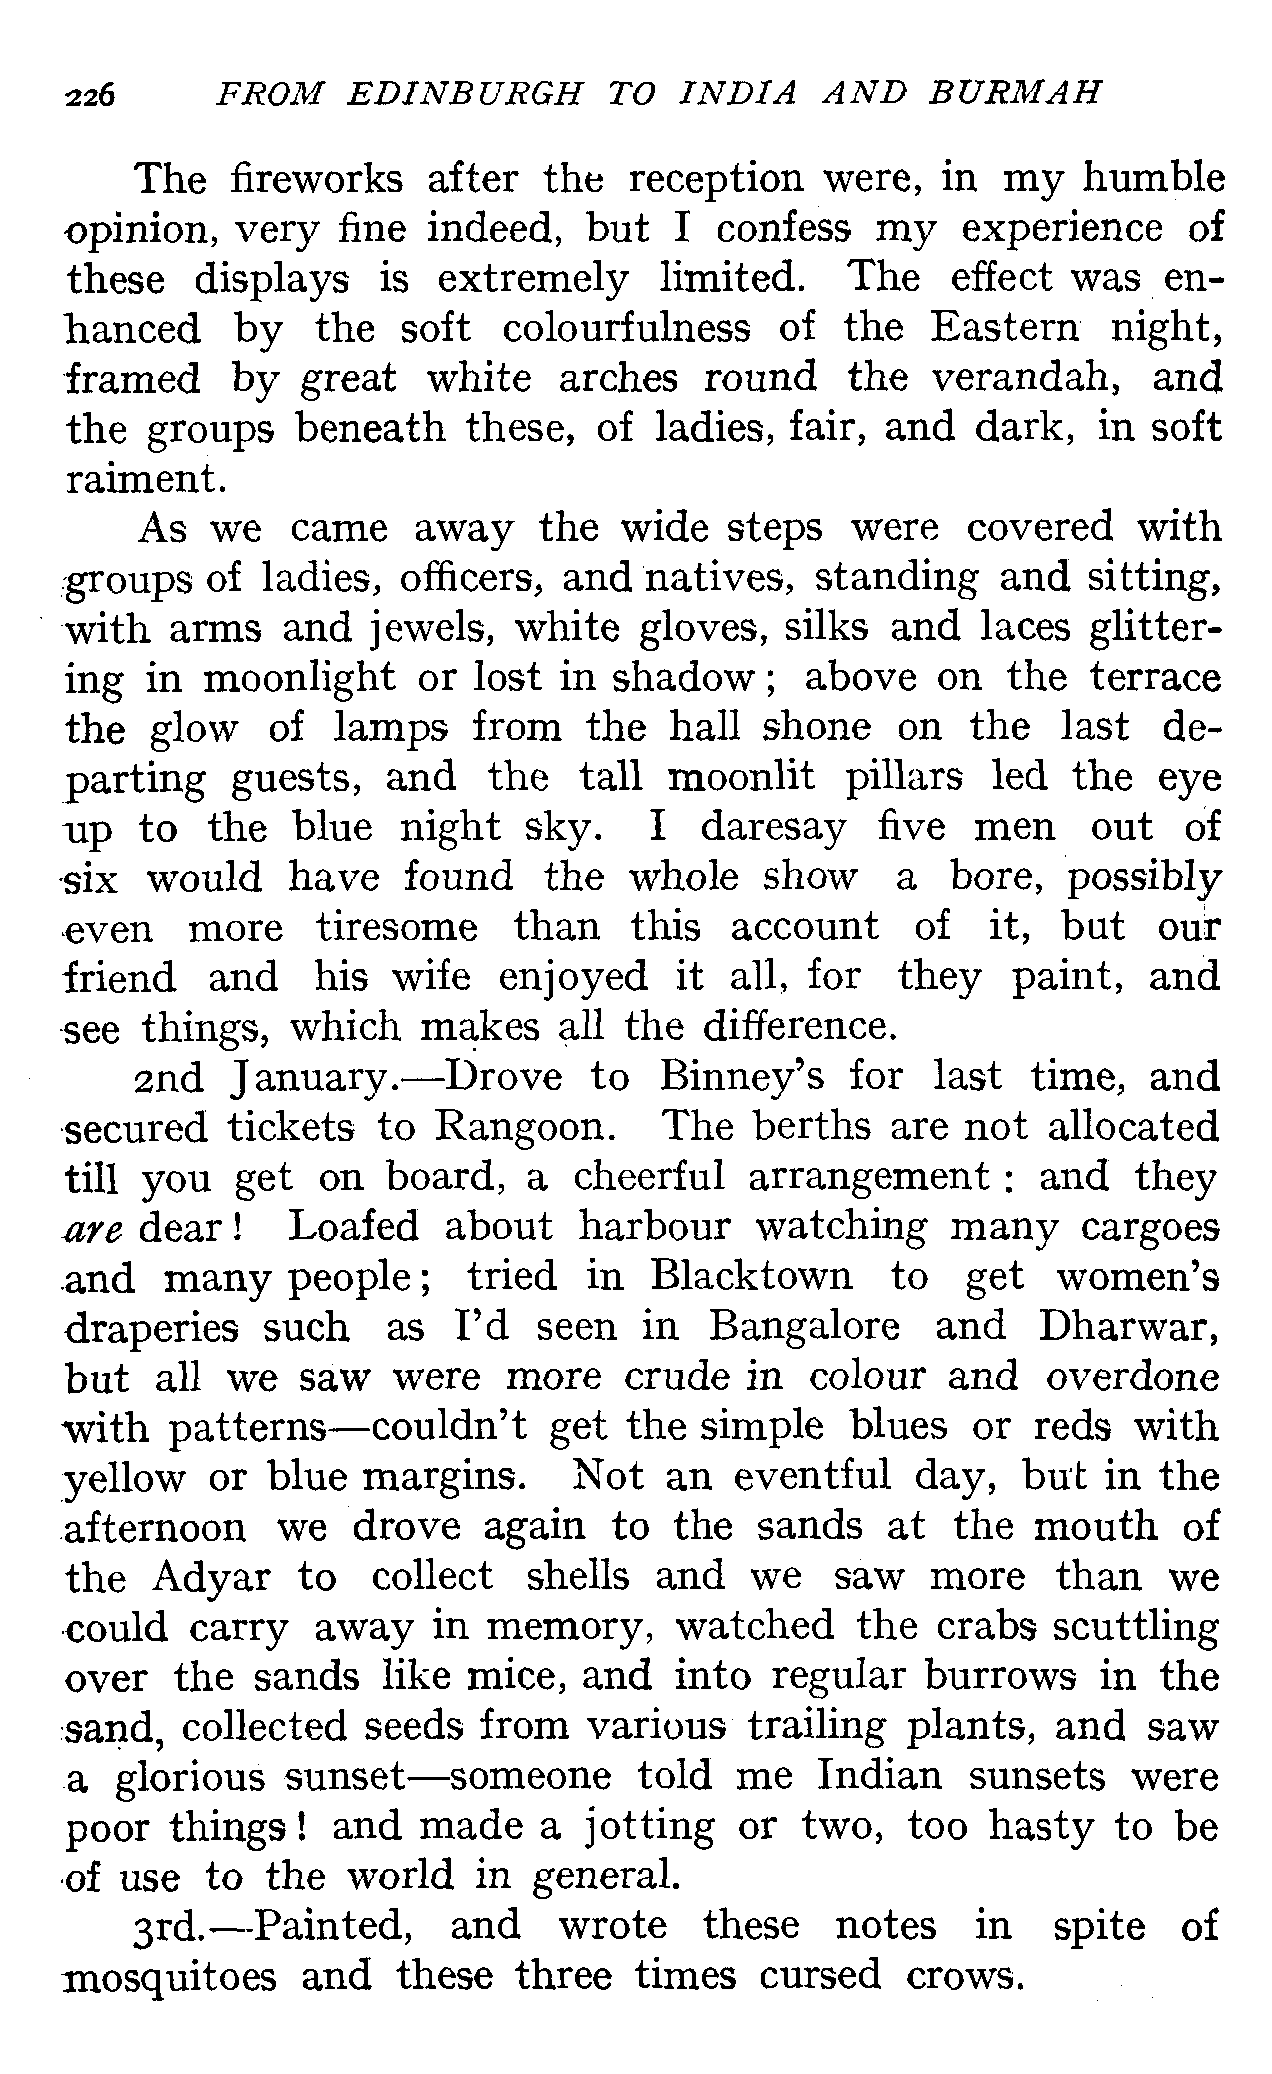 226 FROM EDINBURGH TO INDIA AND BURMAH
The fireworks after the reception were, in my humble
opinion, very fine indeed, but I confess my experience of
these displays is extremely limited. The effect was en-
hanced by the soft colourfulness of the Eastern night,
framed by great white arches round the verandah, and
the groups beneath these, of ladies, fair, and dark, in soft
raiment.
As we came away the wide steps were covered with
groups of ladies, officers, and natives, standing and sitting,
with arms and jewels, white gloves, silks and laces glitter-
ing in moonlight or lost in shadow ; above on the terrace
the glow of lamps from the hall shone on the last de-
parting guests, and the tall moonlit pillars led the eye
up to the blue night sky. I daresay five men out of
six would have found the whole show a bore, possibly
even more tiresome than this account of it, but our
friend and his wife enjoyed it all, for they paint, and
see things, which makes all the difference.
2nd January.—Drove to Binney's for last time, and
secured tickets to Rangoon. The berths are not allocated
till you get on board, a cheerful arrangement : and they
are dear ! Loafed about harbour watching many cargoes
and many people ; tried in Blacktown to get women's
draperies such as I'd seen in Bangalore and Dharwar,
but all we saw were more crude in colour and overdone
with patterns—couldn't get the simple blues or reds with
yellow or blue margins. Not an eventful day, but in the
afternoon we drove again to the sands at the mouth of
the Adyar to collect shells and we saw more than we
could carry away in memory, watched the crabs scuttling
over the sands like mice, and into regular burrows in the
sand, collected seeds from various trailing plants, and saw
a glorious sunset—someone told me Indian sunsets were
poor things ! and made a jotting or two, too hasty to be
of use to the world in general.
3rd.—Painted, and wrote these notes in spite of
mosquitoes and these three times cursed crows.